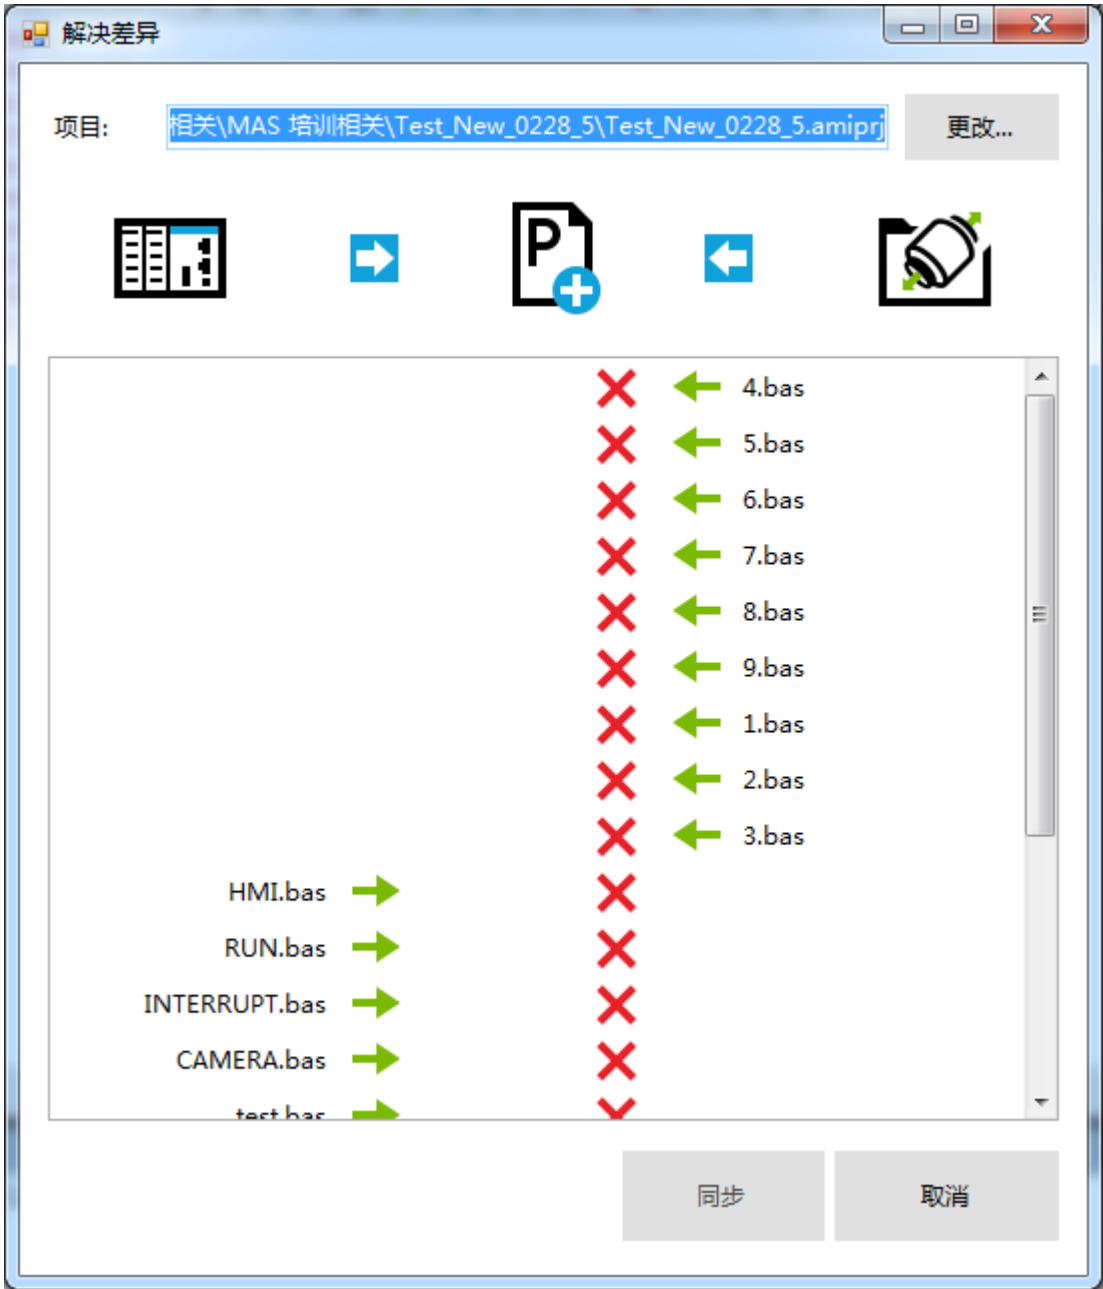 解决差异
项目:
相关\MAS 培训相关\Test_New_0228_5\Test_New_0228_5.amiprj
更改...
P
4.bas
5.bas
6.bas
7.bas
8.bas
9.bas
1.bas
2.bas
3.bas
HMI.bas
RUN.bas
INTERRUPT.bas
CAMERA.bas
test.bas
同步
取消